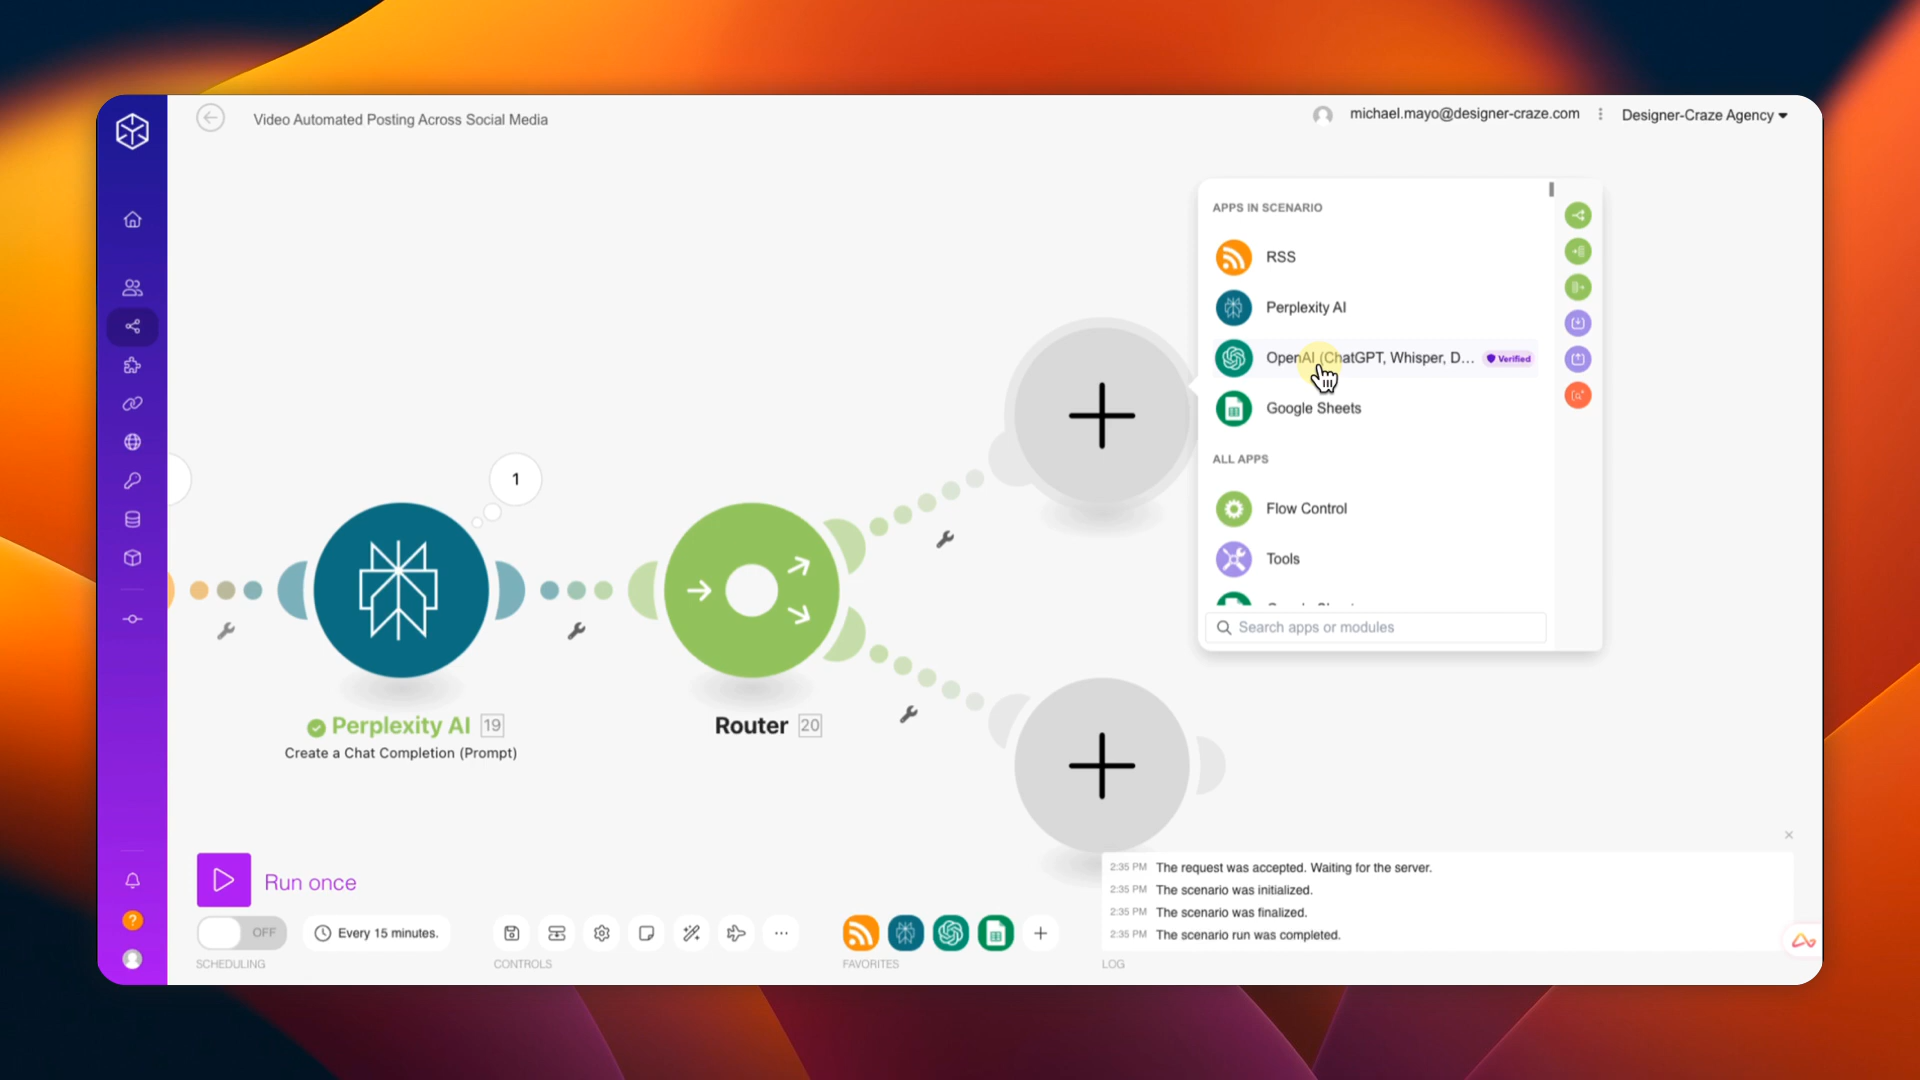 Video Automated Posting Across Social Media
michael.mayo@designer-craze.com
Designer-Craze Agency
APPS IN SCENARIO
RSS
Perplexity AI
OpenAI (ChatGPT, Whisper, D... Verified
Google Sheets
ALL APPS
Flow Control
Tools
Search apps or modules
1
Perplexity AI 19
Create a Chat Completion (Prompt)
Router 20
Run once
OFF
Every 15 minutes.
SCHEDULING
CONTROLS
FAVORITES
2:35 PM The request was accepted. Waiting for the server.
2:35 PM The scenario was initialized.
2:35 PM The scenario was finalized.
2:35 PM The scenario run was completed.
LOG